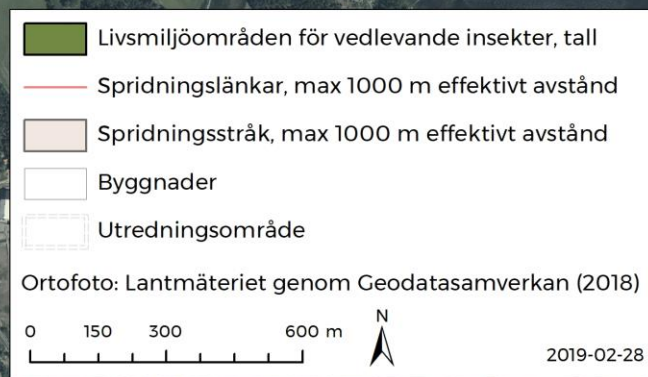 Livsmiljöområden för vedlevande insekter, tall
Spridningslänkar, max 1000 m effektivt avstånd
Spridningsstråk, max 1000 m effektivt avstånd
Byggnader
Utredningsområde
Ortofoto: Lantmäteriet genom Geodatasamverkan (2018)
0 150 300 600 m
N
2019-02-28